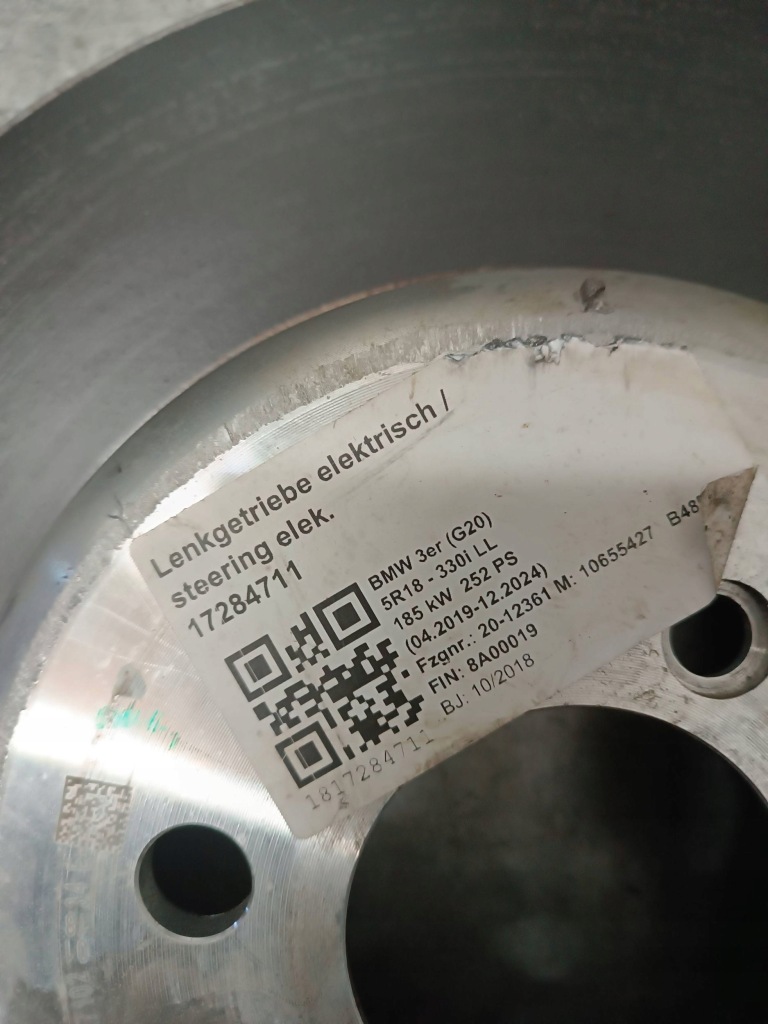 Lenkgetriebe elektrisch /
steering elek.
17284711
BMW 3er (G20)
5R18 - 330i LL
185 kW 252 PS
(04.2019-12.2024)
Fzgnr.: 20-12361 M: 10655427 B48
FIN: 8A00019
BJ: 10/2018
1817284711